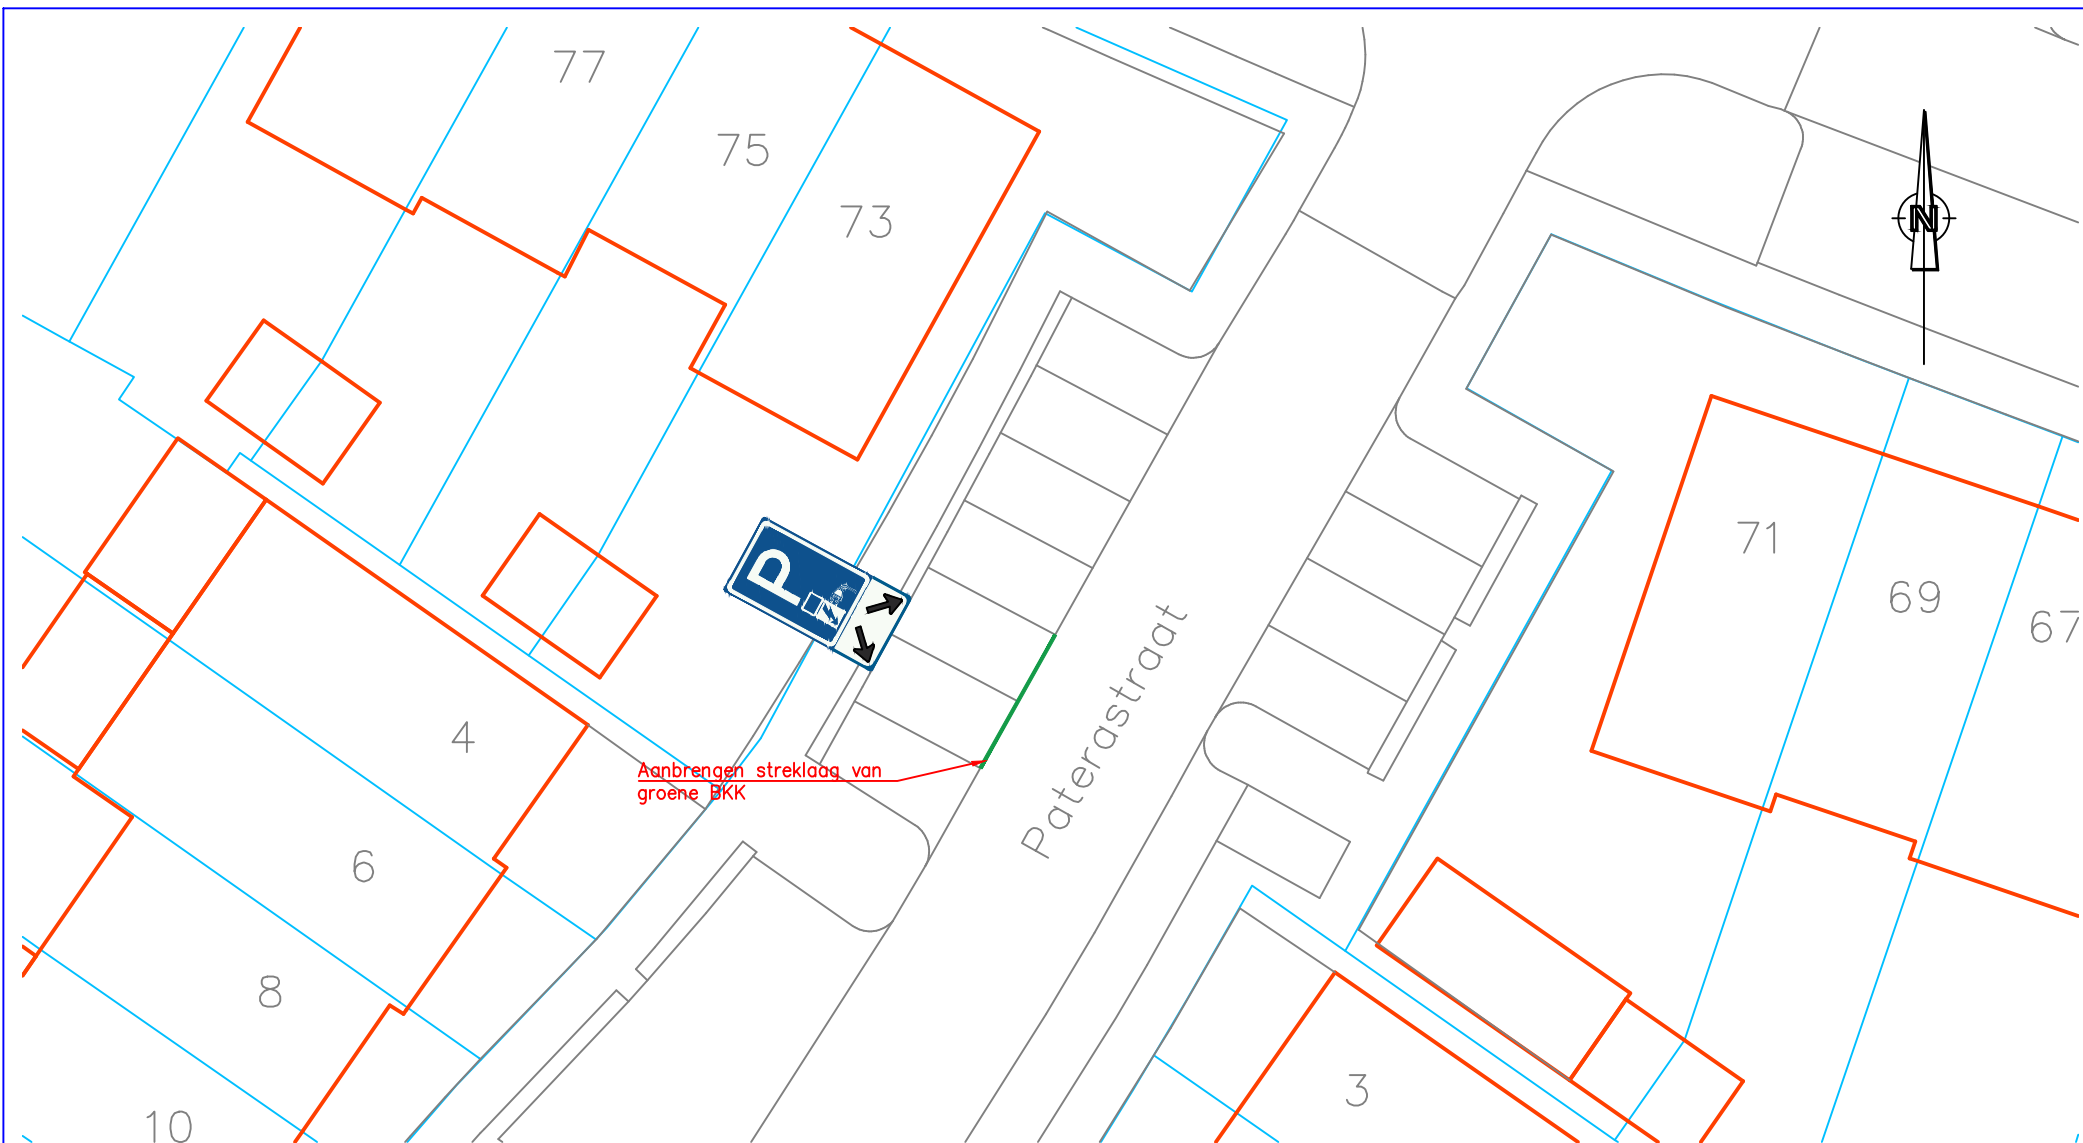 77
75
73
N
P
71
69
67
Paterastraat
4
Aanbrengen streklaag van
groene BKK
6
8
3
10